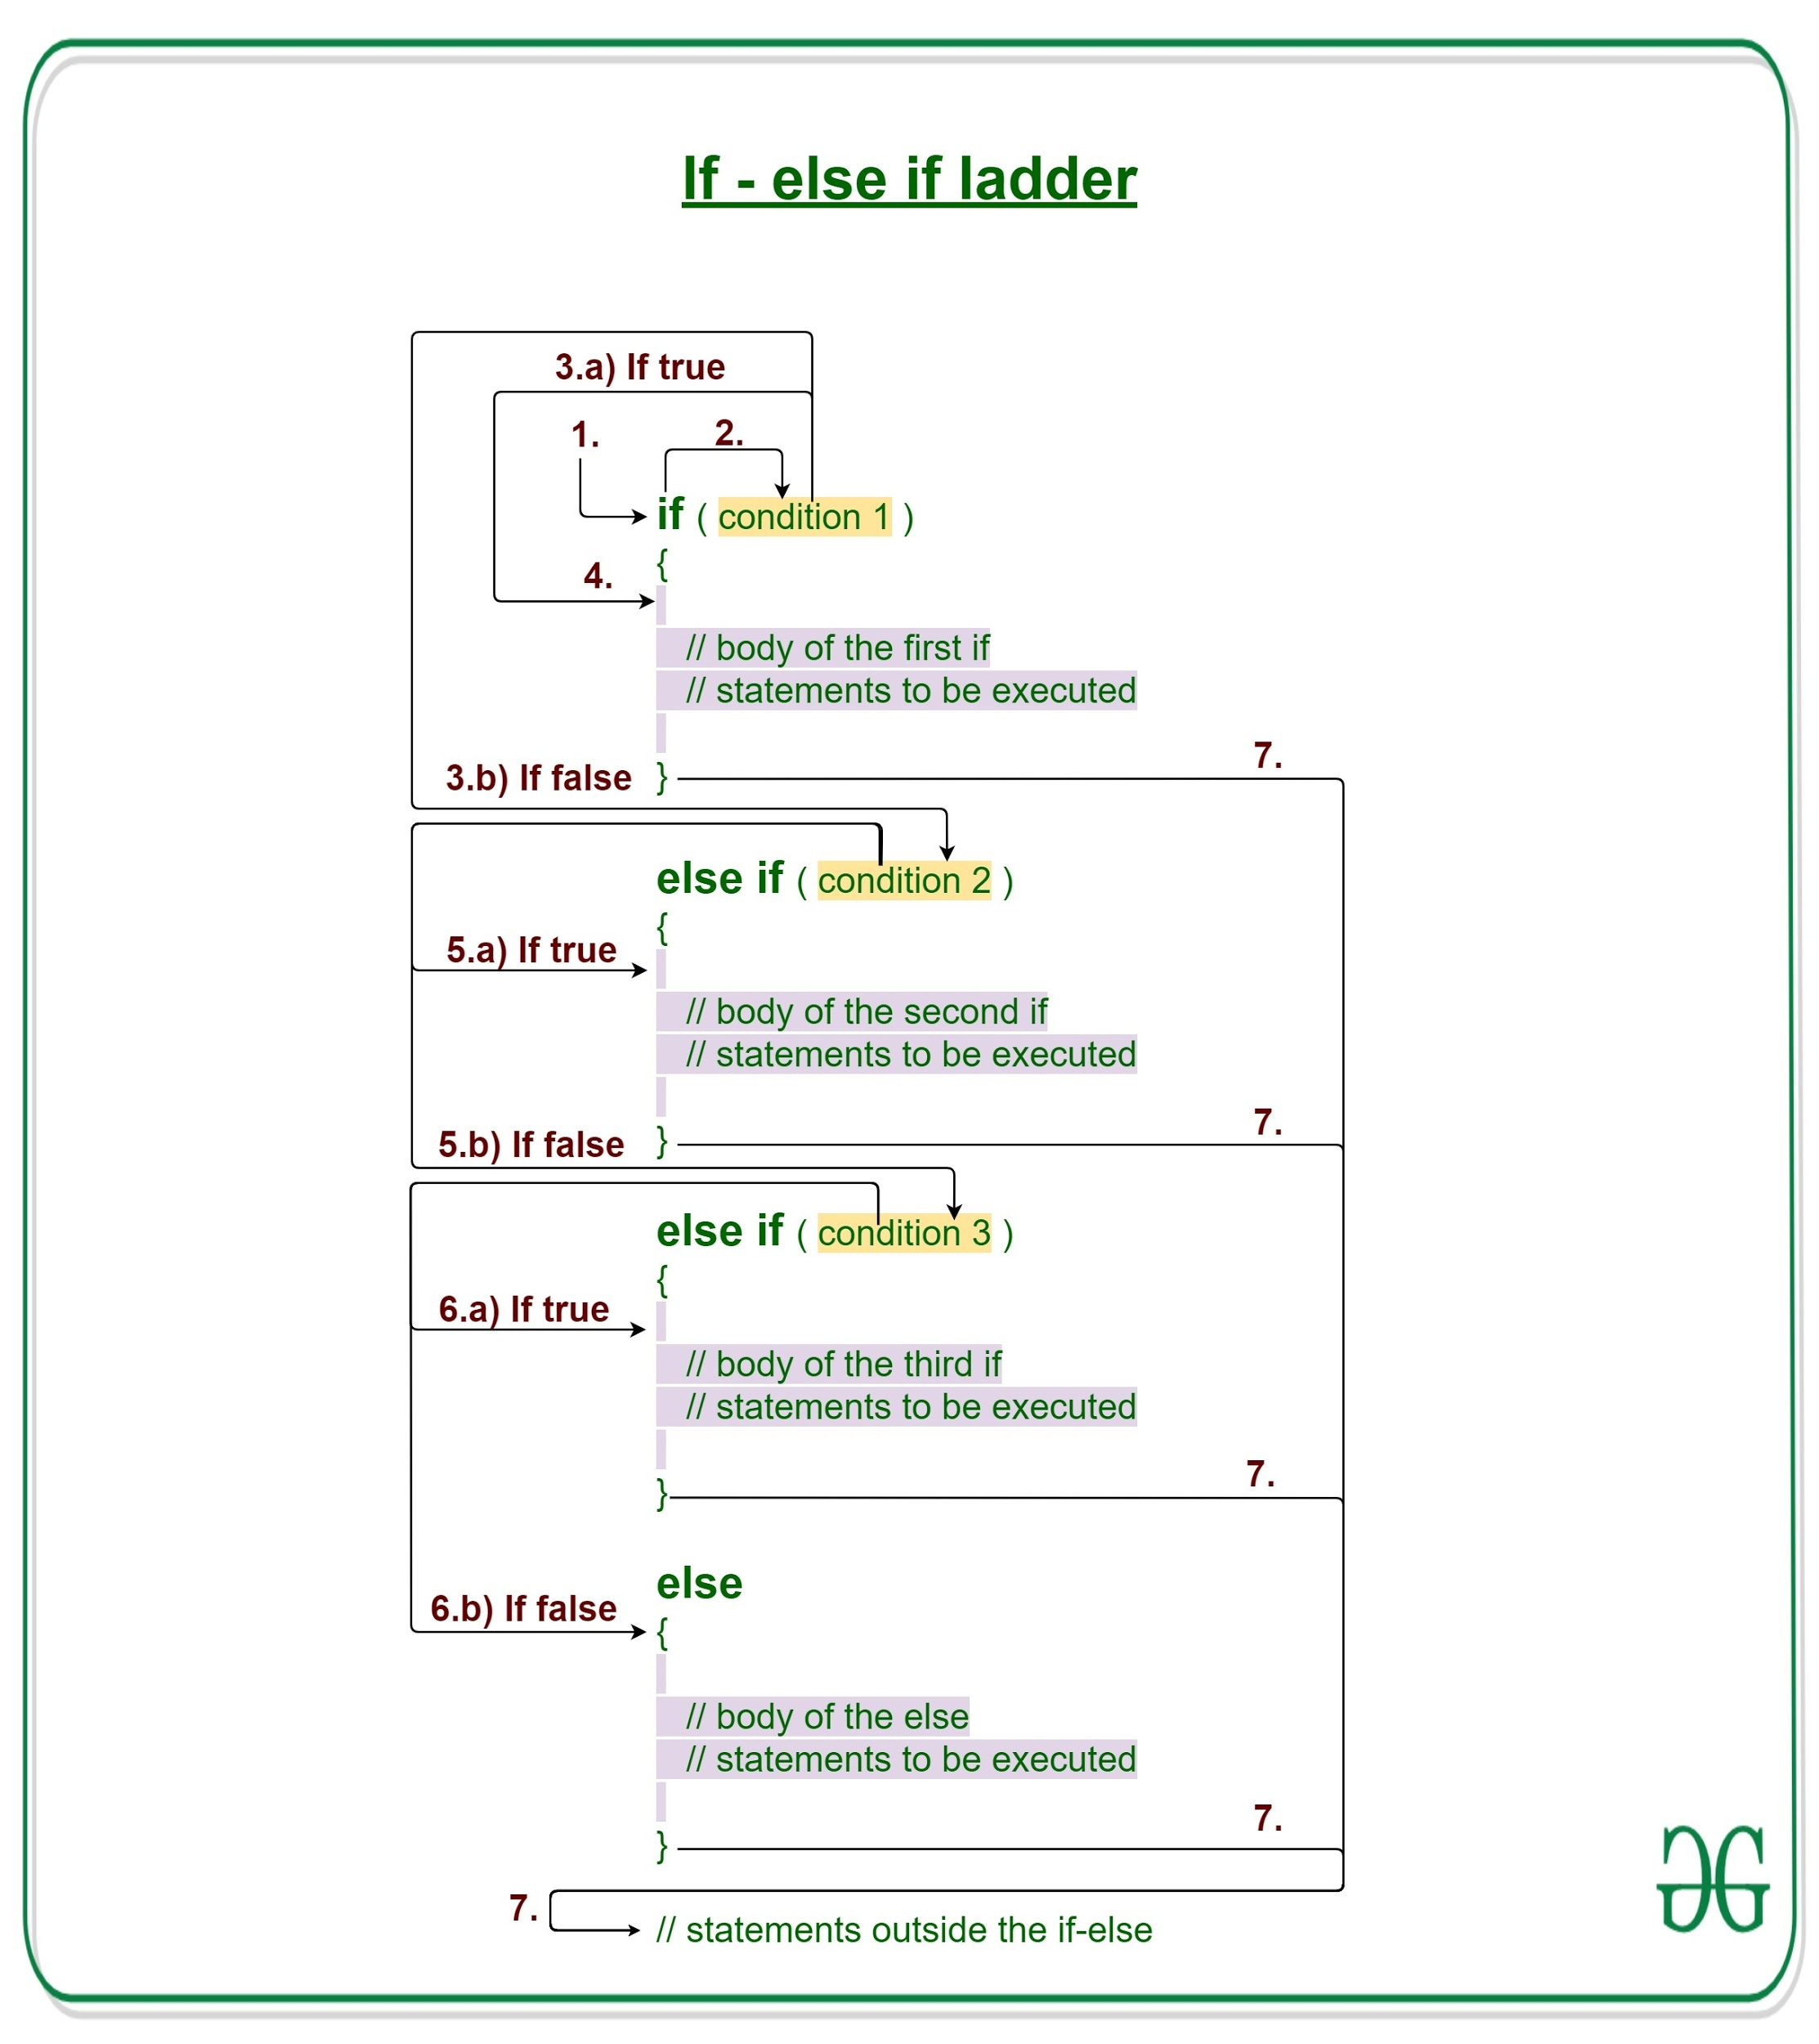 If - else if ladder
3.a) If true
1.
2.
if ( condition 1 )
{
4.
// body of the first if
// statements to be executed
7.
3.b) If false }
else if ( condition 2 )
{
5.a) If true
// body of the second if
// statements to be executed
7.
5.b) If false }
else if ( condition 3 )
{
6.a) If true
// body of the third if
// statements to be executed
7.
}
else
6.b) If false {
// body of the else
// statements to be executed
7.
}
7.
// statements outside the if-else